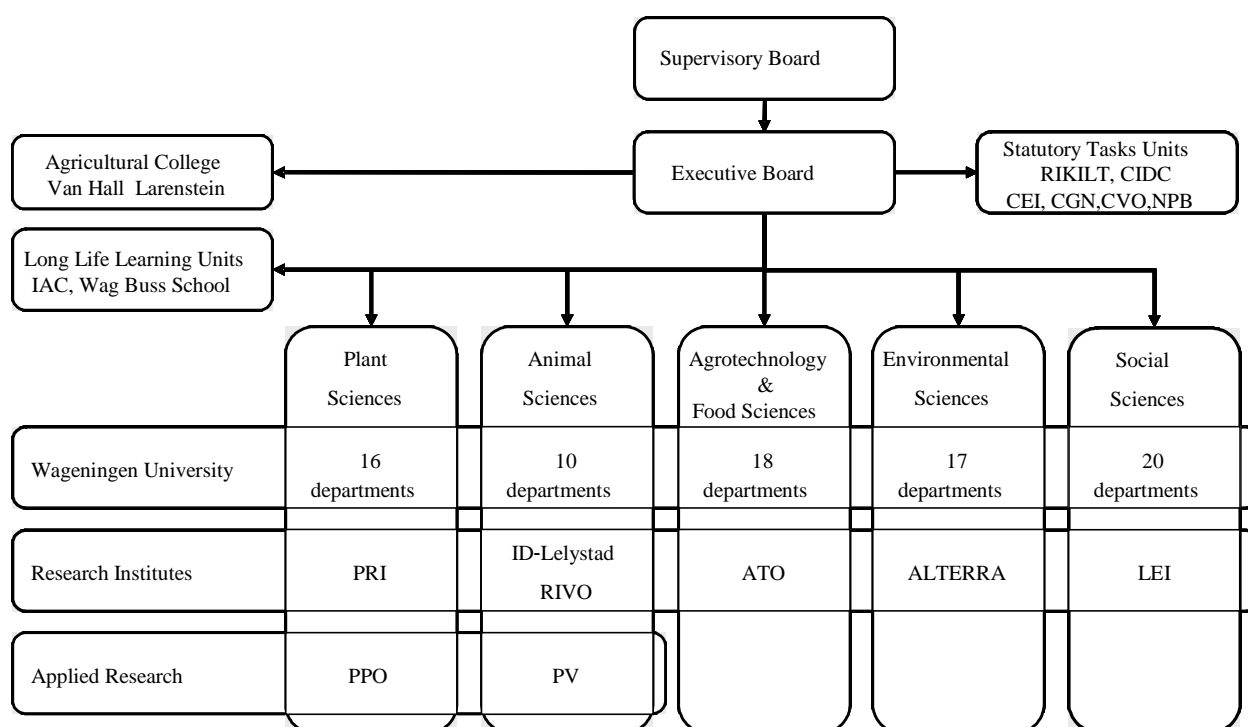 Supervisory Board
Agricultural College
Van Hall Larenstein
Executive Board
Statutory Tasks Units
RIKILT, CIDC
CEI, CGN,CVO,NPB
Long Life Learning Units
IAC, Wag Buss School
Plant
Sciences
Animal
Sciences
Agrotechnology
&
Food Sciences
Environmental
Sciences
Social
Sciences
Wageningen University
16
departments
10
departments
18
departments
17
departments
20
departments
Research Institutes
PRI
ID-Lelystad
RIVO
ATO
ALTERRA
LEI
Applied Research
PPO
PV